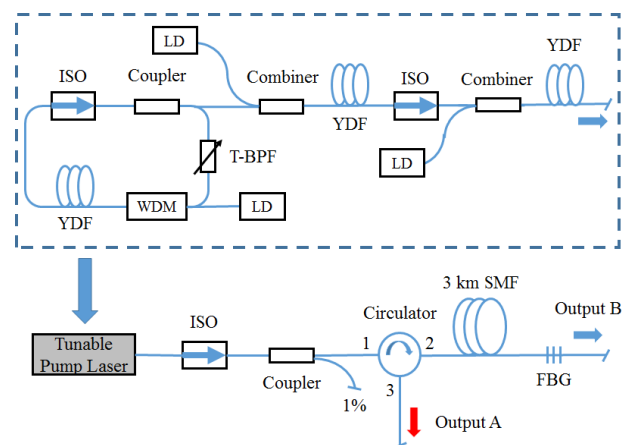 LD
YDF
ISO
Coupler
Combiner
ISO
Combiner
YDF
T-BPF
LD
YDF
WDM
LD
3 km SMF
Circulator
Output B
ISO
Tunable
Pump Laser
1
2
Coupler
3
FBG
1%
Output A